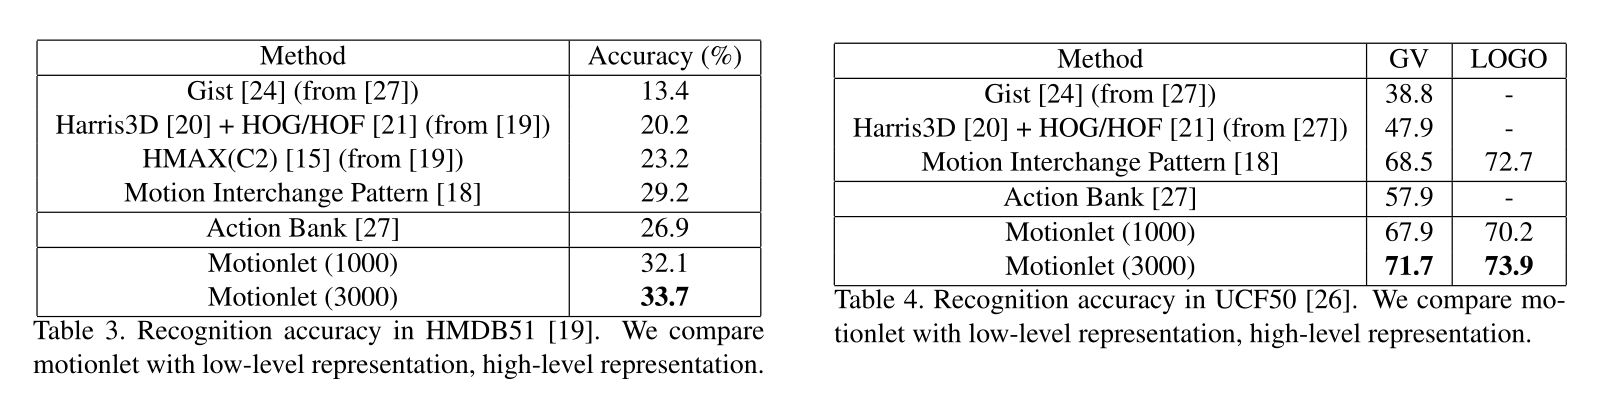 Method Accuracy (%)
Gist [24] (from [27]) 13.4
Harris3D [20] + HOG/HOF [21] (from [19]) 20.2
HMAX(C2) [15] (from [19]) 23.2
Motion Interchange Pattern [18] 29.2
Action Bank [27] 26.9
Motionlet (1000) 32.1
Motionlet (3000) 33.7
Table 3. Recognition accuracy in HMDB51 [19]. We compare
motionlet with low-level representation, high-level representation.
Method GV LOGO
Gist [24] (from [27]) 38.8 -
Harris3D [20] + HOG/HOF [21] (from [27]) 47.9 -
Motion Interchange Pattern [18] 68.5 72.7
Action Bank [27] 57.9 -
Motionlet (1000) 67.9 70.2
Motionlet (3000) 71.7 73.9
Table 4. Recognition accuracy in UCF50 [26]. We compare mo-
tionlet with low-level representation, high-level representation.